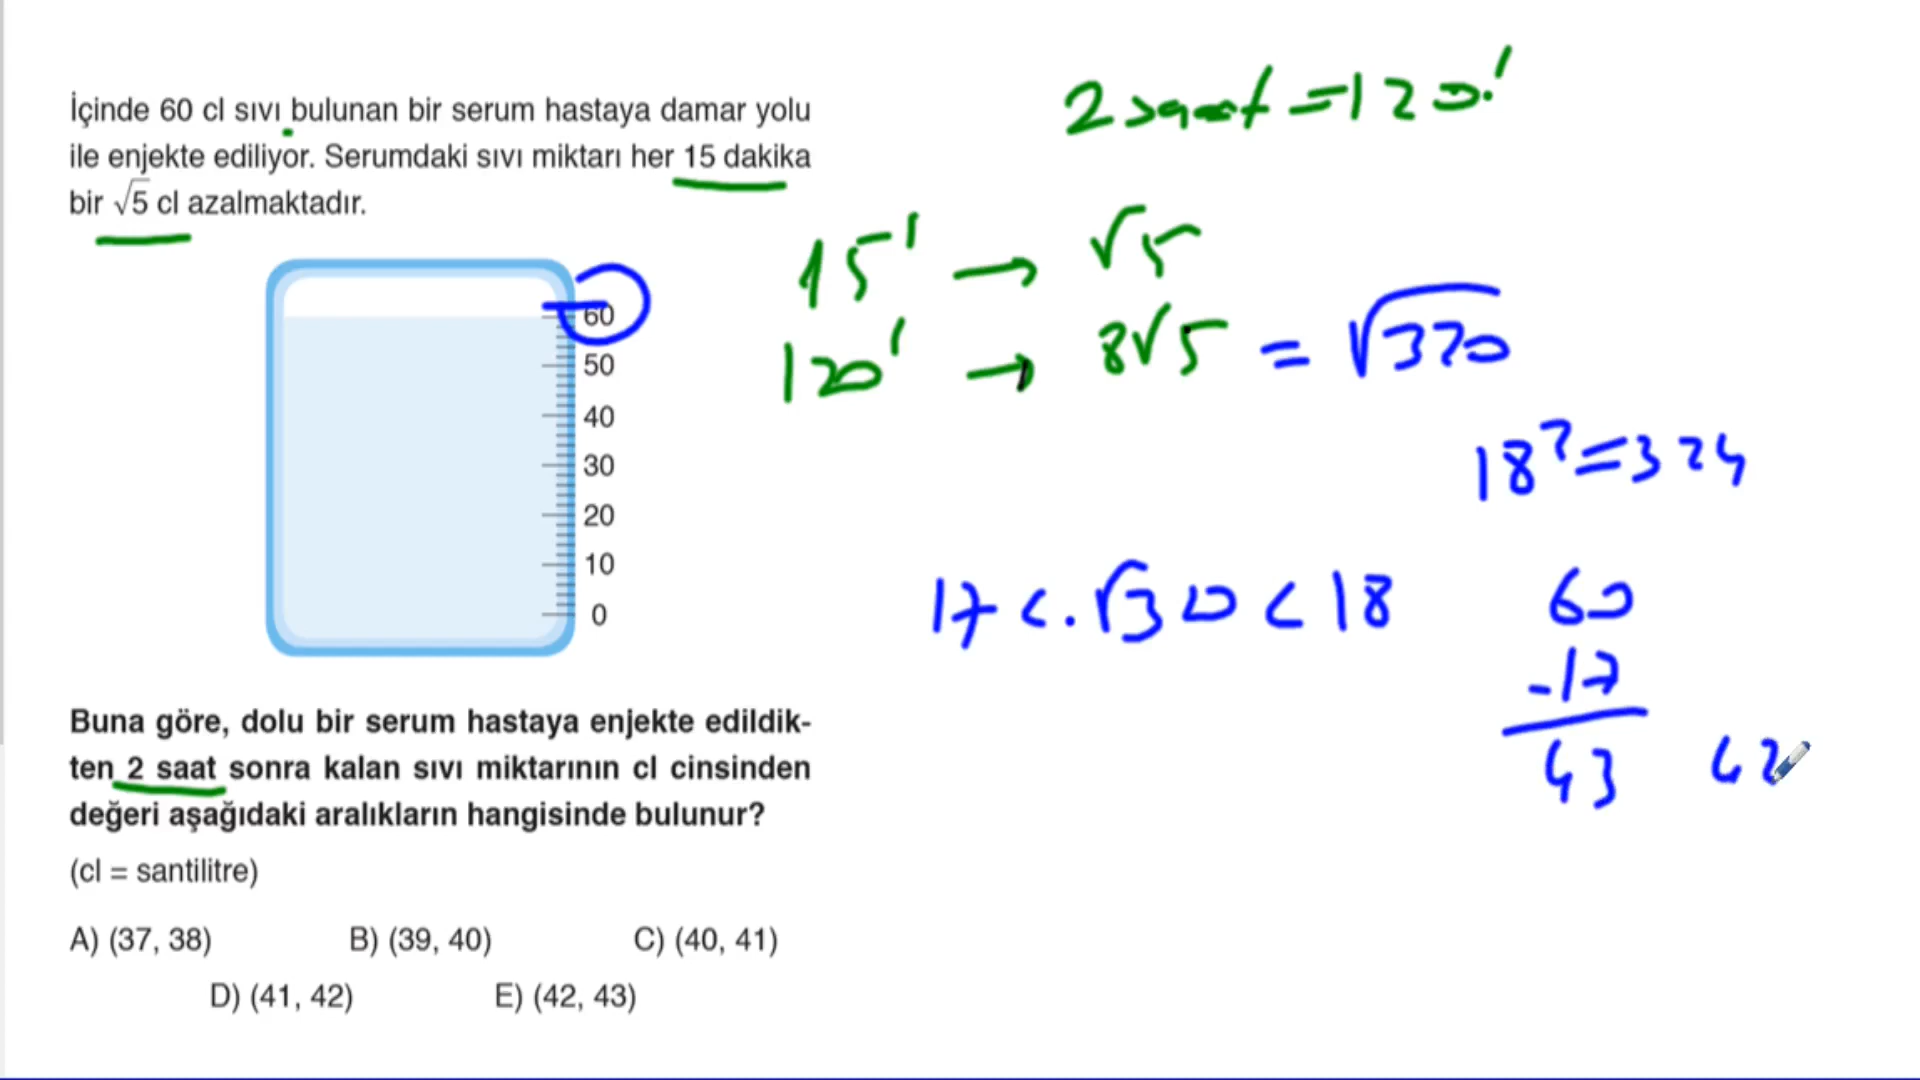 İçinde 60 cl sıvı bulunan bir serum hastaya damar yolu
ile enjekte ediliyor. Serumdaki sıvı miktarı her 15 dakika
bir √5 cl azalmaktadır.
60
50
40
30
20
10
0
Buna göre, dolu bir serum hastaya enjekte edildik-
ten 2 saat sonra kalan sıvı miktarının cl cinsinden
değeri aşağıdaki aralıkların hangisinde bulunur?
(cl = santilitre)
A) (37, 38) B) (39, 40) C) (40, 41)
D) (41, 42) E) (42, 43)
2 saat = 120'
15' → √5
120' → 8√5 = √320
18² = 324
17 < √320 < 18
60
-17
43 42